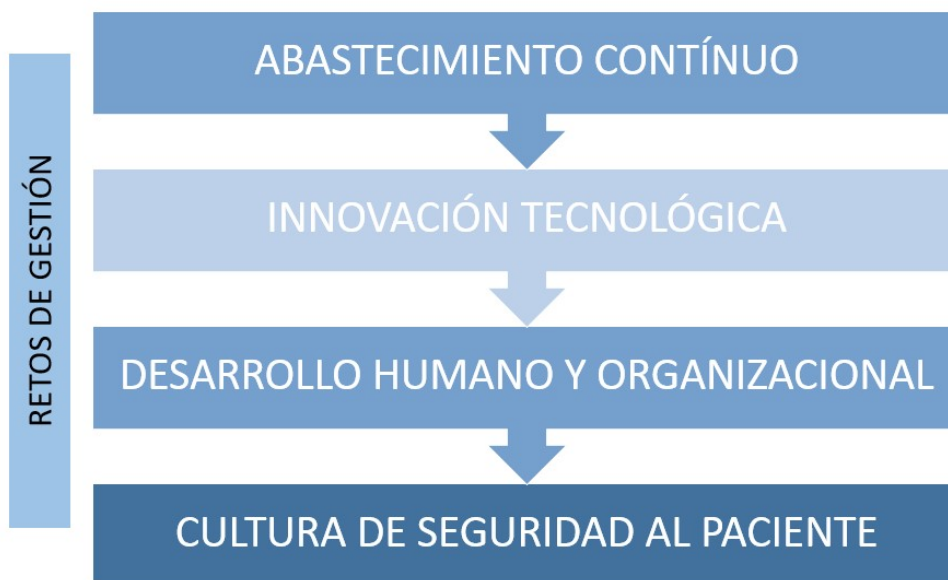 RETOS DE GESTIÓN
ABASTECIMIENTO CONTÍNUO
INNOVACIÓN TECNOLÓGICA
DESARROLLO HUMANO Y ORGANIZACIONAL
CULTURA DE SEGURIDAD AL PACIENTE